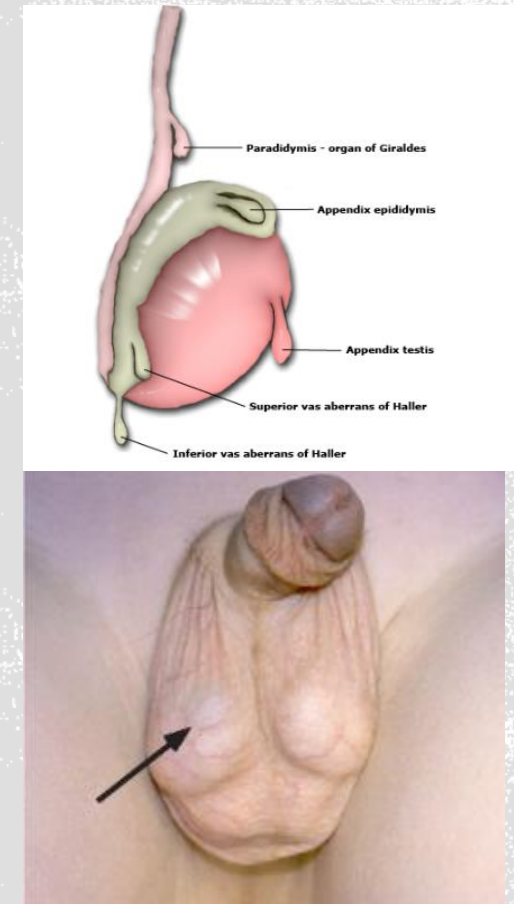 Paradidymis - organ of Giraldes
Appendix epididymis
Appendix testis
Superior vas aberrans of Haller
Inferior vas aberrans of Haller